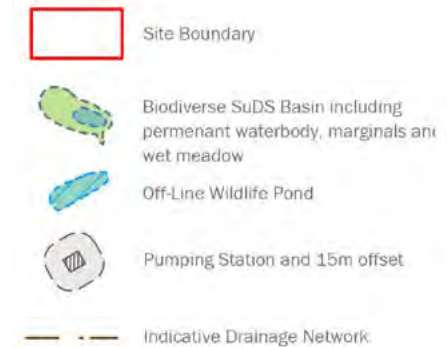 Site Boundary
Biodiverse SuDS Basin including
permenant waterbody, marginals an
wet meadow
Off-Line Wildlife Pond
Pumping Station and 15m offset
Indicative Drainage Network